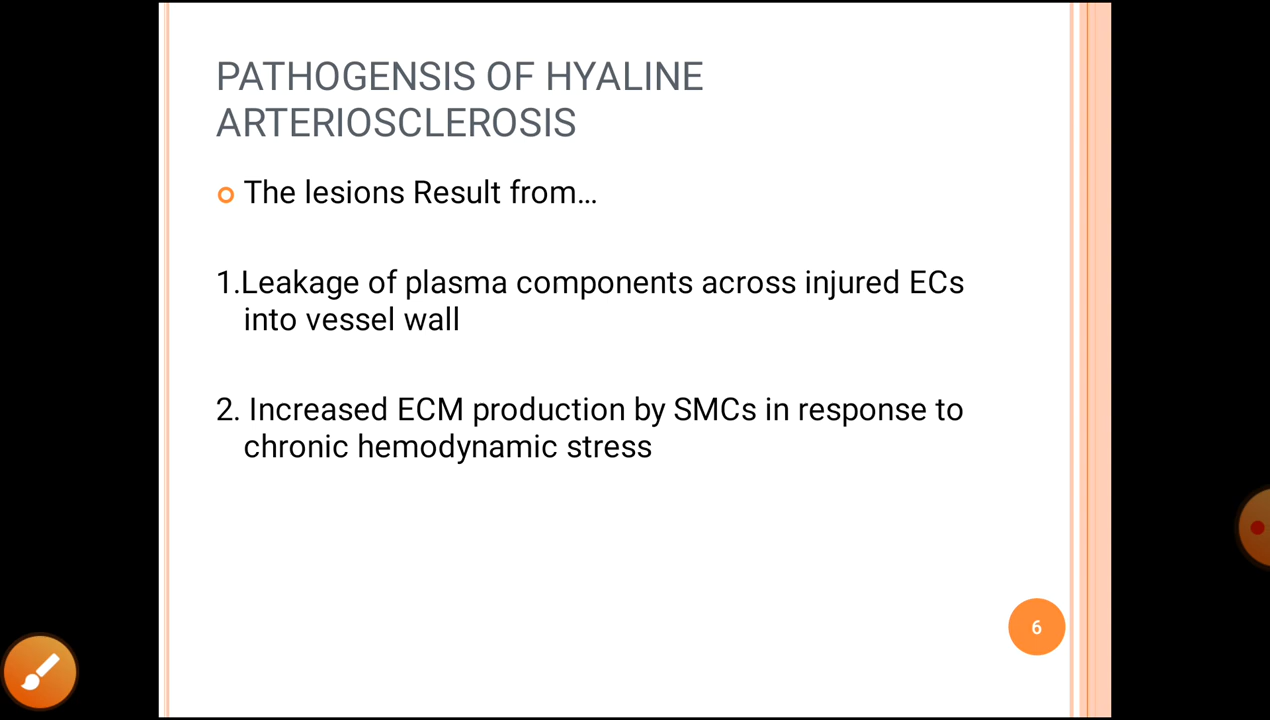 PATHOGENSIS OF HYALINE
ARTERIOSCLEROSIS
The lesions Result from...
1.Leakage of plasma components across injured ECs
into vessel wall
2. Increased ECM production by SMCs in response to
chronic hemodynamic stress
6